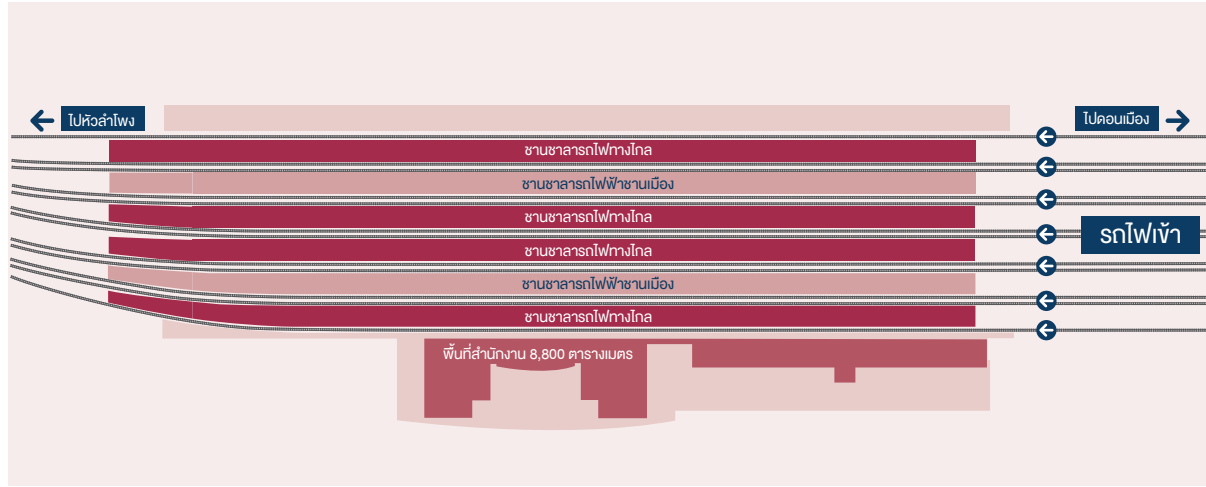 ไปหัวลำโพง
ไปดอนเมือง
ชานชาลารถไฟทางไกล
ชานชาลารถไฟฟ้าชานเมือง
ชานชาลารถไฟทางไกล
รถไฟเข้า
ชานชาลารถไฟทางไกล
ชานชาลารถไฟฟ้าชานเมือง
ชานชาลารถไฟทางไกล
พื้นที่สำนักงาน 8,800 ตารางเมตร